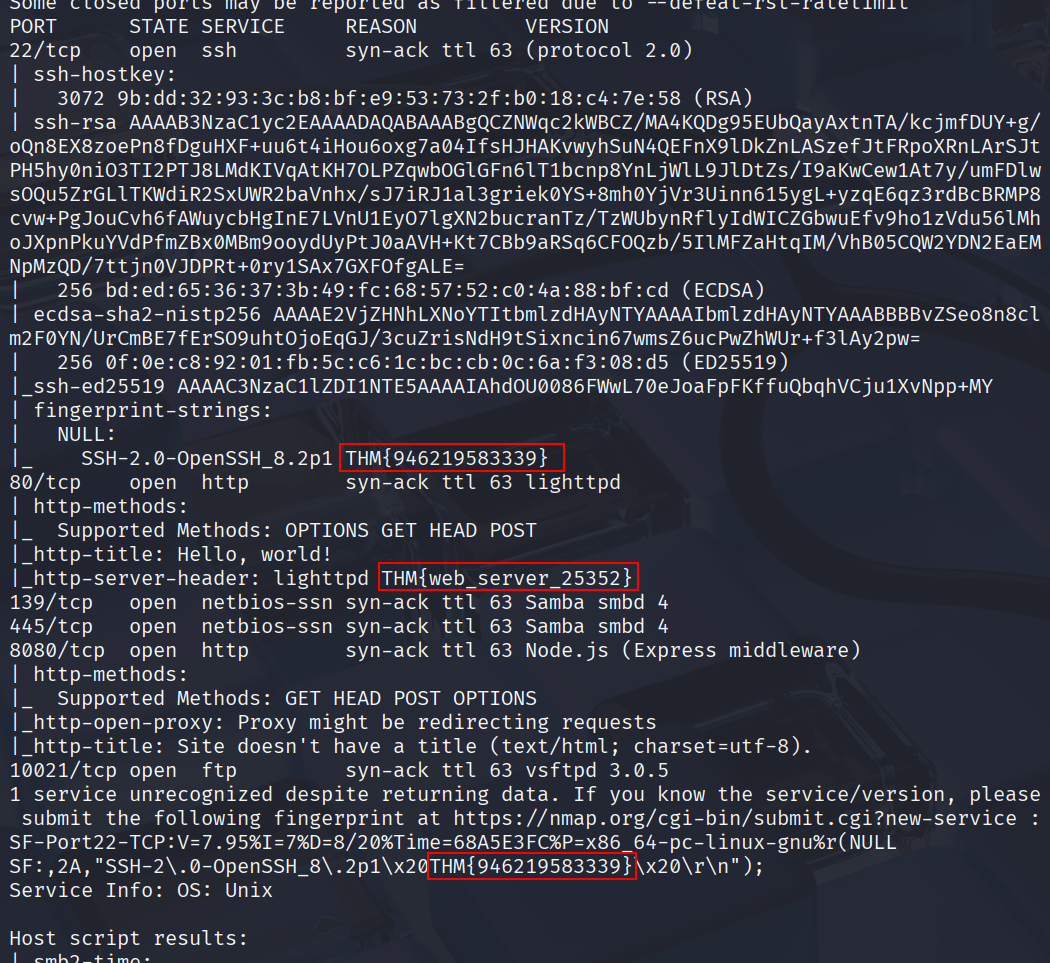 Some closed ports may be reported as filtered due to --defeat-rst-ratelimit
PORT      STATE SERVICE     REASON         VERSION
22/tcp    open  ssh         syn-ack ttl 63 (protocol 2.0)
| ssh-hostkey:
|   3072 9b:dd:32:93:3c:b8:bf:e9:53:73:2f:b0:18:c4:7e:58 (RSA)
| ssh-rsa AAAAB3NzaC1yc2EAAAADAQABAAABgQCZNWqc2kWBCZ/MA4KQDg95EUbQayAxtnTA/kcjmfDUY+g/
oQn8EX8zoePn8fDguHXF+uu6t4iHou6oxg7a04IfsHJHAKvwyhSuN4QEFnX9lDkZnLASzefJtFRpoXRnLArSJt
PH5hy0niO3TI2PTJ8LMdKIVqAtKH7OLPZqwbOGlGFn6lT1bcnp8YnLjWlL9JlDtZs/I9aKwCew1At7y/umFDlw
sOQu5ZrGLlTKWdiR2SxUWR2baVnhx/sJ7iRJ1al3griek0YS+8mh0YjVr3Uinn615ygL+yzqE6qz3rdBcBRMP8
cvw+PgJouCvh6fAWuycbHgInE7LVnU1EyO7lgXN2bucranTz/TzWUbynRflyIdWICZGbwuEfv9ho1zVdu56lMh
oJXpnPkuYVdPfmZBx0MBm9ooydUyPtJ0aAVH+Kt7CBb9aRSq6CFOQzb/5IlMFZaHtqIM/VhB05CQW2YDN2EaEM
NpMzQD/7ttjn0VJDPRt+0ry1SAx7GXFOfgALE=
|   256 bd:ed:65:36:37:3b:49:fc:68:57:52:c0:4a:88:bf:cd (ECDSA)
| ecdsa-sha2-nistp256 AAAAE2VjZHNhLXNoYTItbmlzdHAyNTYAAAAIbmlzdHAyNTYAAABBBBvZSeo8n8cl
m2F0YN/UrCmBE7fErSO9uhtOjoEqGJ/3cuZrisNdH9tSixncin67wmsZ6ucPwZhWUr+f3lAy2pw=
|   256 0f:0e:c8:92:01:fb:5c:c6:1c:bc:cb:0c:6a:f3:08:d5 (ED25519)
|_ssh-ed25519 AAAAC3NzaC1lZDI1NTE5AAAAIAhdOU0086FWwL70eJoaFpFKffuQbqhVCju1XvNpp+MY
| fingerprint-strings:
|   NULL:
|_    SSH-2.0-OpenSSH_8.2p1 THM{946219583339}
80/tcp    open  http        syn-ack ttl 63 lighttpd
| http-methods:
|_  Supported Methods: OPTIONS GET HEAD POST
|_http-title: Hello, world!
|_http-server-header: lighttpd THM{web_server_25352}
139/tcp   open  netbios-ssn syn-ack ttl 63 Samba smbd 4
445/tcp   open  netbios-ssn syn-ack ttl 63 Samba smbd 4
8080/tcp  open  http        syn-ack ttl 63 Node.js (Express middleware)
| http-methods:
|_  Supported Methods: GET HEAD POST OPTIONS
|_http-open-proxy: Proxy might be redirecting requests
|_http-title: Site doesn't have a title (text/html; charset=utf-8).
10021/tcp open  ftp         syn-ack ttl 63 vsftpd 3.0.5
1 service unrecognized despite returning data. If you know the service/version, please
 submit the following fingerprint at https://nmap.org/cgi-bin/submit.cgi?new-service :
SF-Port22-TCP:V=7.95%I=7%D=8/20%Time=68A5E3FC%P=x86_64-pc-linux-gnu%r(NULL
SF:,2A,"SSH-2\.0-OpenSSH_8\.2p1\x20THM{946219583339}\x20\r\n");
Service Info: OS: Unix

Host script results:
| smb2-time: